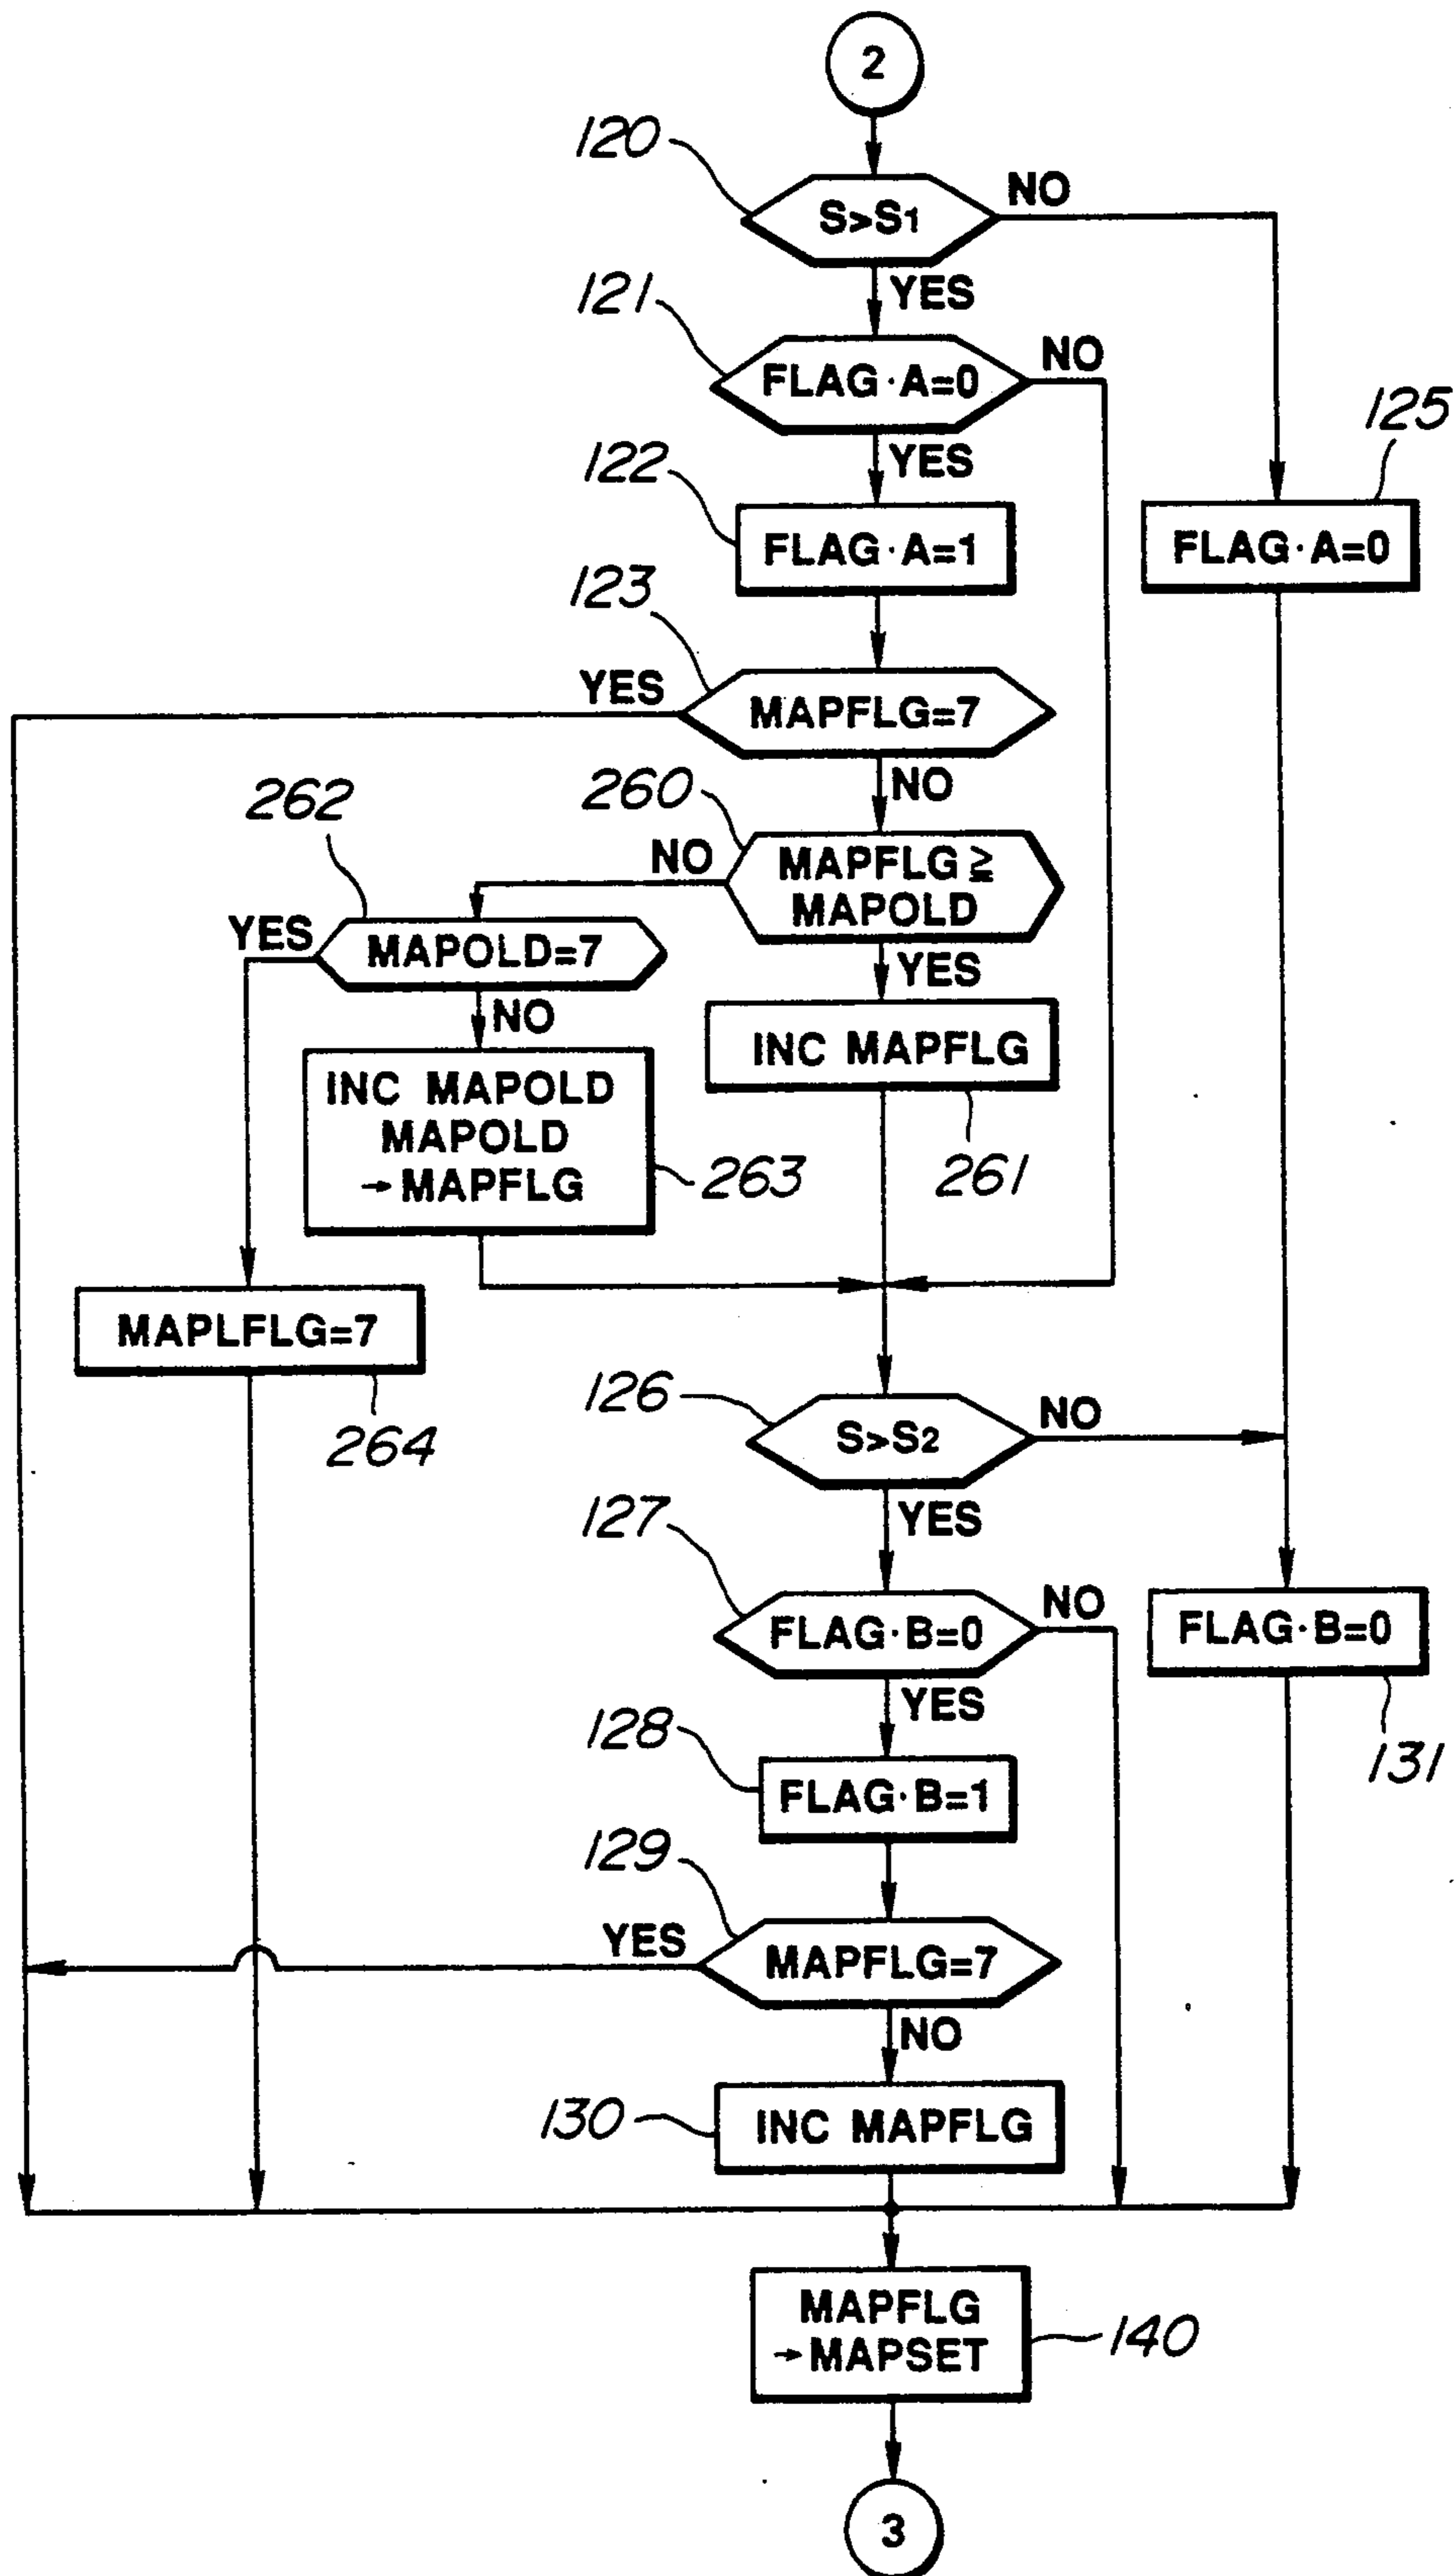 2
120
S>S1
NO
YES
121
FLAG·A=0
NO
YES
125
122
FLAG·A=1
FLAG·A=0
123
YES
MAPFLG=7
NO
262
260
NO
MAPFLG ≧
MAPOLD
YES
MAPOLD=7
YES
NO
INC MAPFLG
INC MAPOLD
MAPOLD
→ MAPFLG
263
261
MAPLFLG=7
264
126
S>S2
NO
YES
127
FLAG·B=0
NO
FLAG·B=0
YES
128
131
FLAG·B=1
129
YES
MAPFLG=7
NO
130
INC MAPFLG
MAPFLG
→ MAPSET
140
3